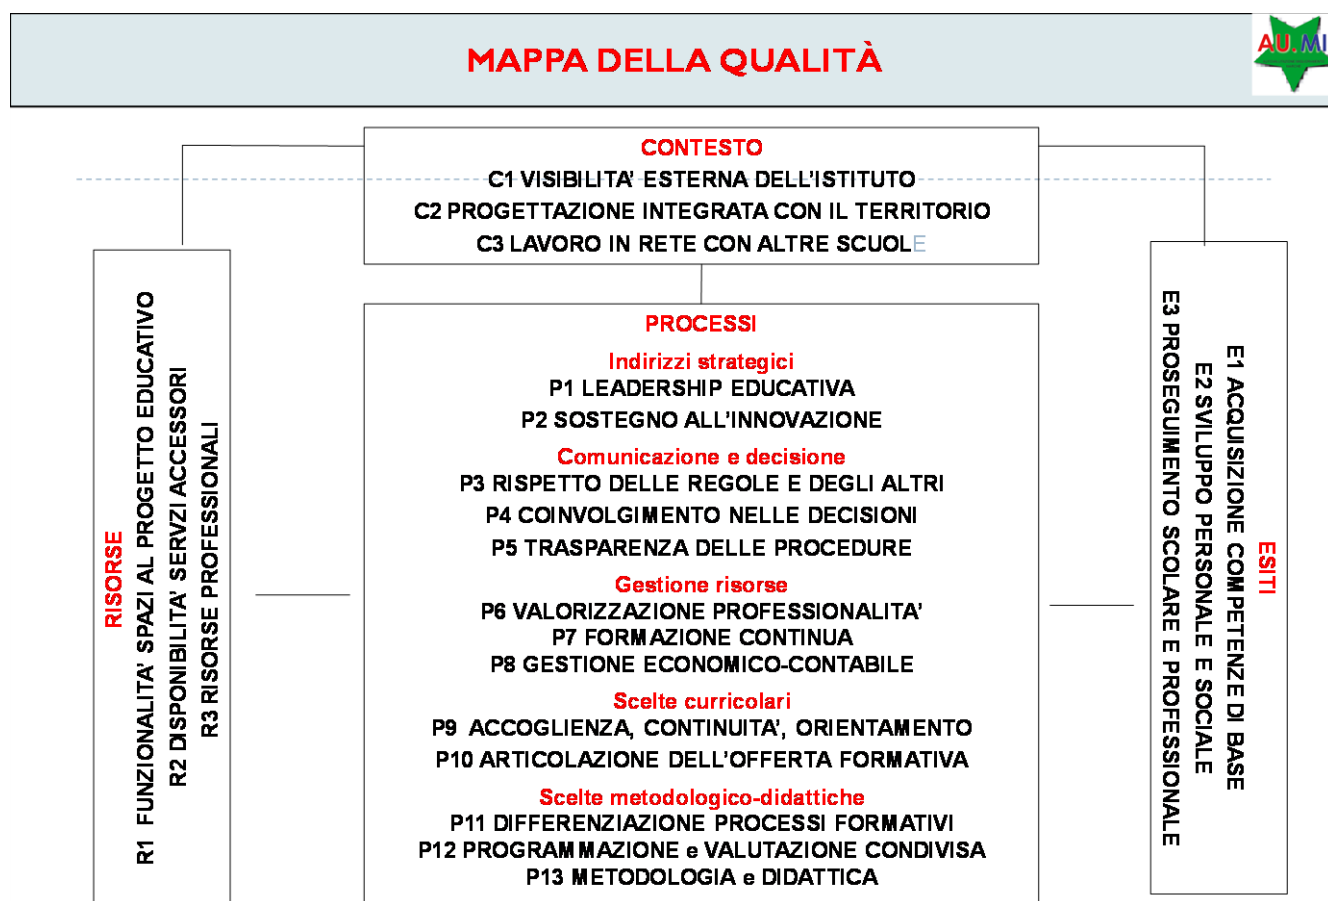 MAPPA DELLA QUALITÀ
AU.MI
CONTESTO
C1 VISIBILITA' ESTERNA DELL'ISTITUTO
C2 PROGETTAZIONE INTEGRATA CON IL TERRITORIO
C3 LAVORO IN RETE CON ALTRE SCUOLE
RISORSE
R1 FUNZIONALITA' SPAZI AL PROGETTO EDUCATIVO
R2 DISPONIBILITA' SERVZI ACCESSORI
R3 RISORSE PROFESSIONALI
PROCESSI
Indirizzi strategici
P1 LEADERSHIP EDUCATIVA
P2 SOSTEGNO ALL'INNOVAZIONE
Comunicazione e decisione
P3 RISPETTO DELLE REGOLE E DEGLI ALTRI
P4 COINVOLGIMENTO NELLE DECISIONI
P5 TRASPARENZA DELLE PROCEDURE
Gestione risorse
P6 VALORIZZAZIONE PROFESSIONALITA'
P7 FORMAZIONE CONTINUA
P8 GESTIONE ECONOMICO-CONTABILE
Scelte curricolari
P9 ACCOGLIENZA, CONTINUITA', ORIENTAMENTO
P10 ARTICOLAZIONE DELL'OFFERTA FORMATIVA
Scelte metodologico-didattiche
P11 DIFFERENZIAZIONE PROCESSI FORMATIVI
P12 PROGRAMMAZIONE e VALUTAZIONE CONDIVISA
P13 METODOLOGIA e DIDATTICA
ESITI
E1 ACQUISIZIONE COMPETENZE DI BASE
E2 SVILUPPO PERSONALE E SOCIALE
E3 PROSEGUIMENTO SCOLARE E PROFESSIONALE